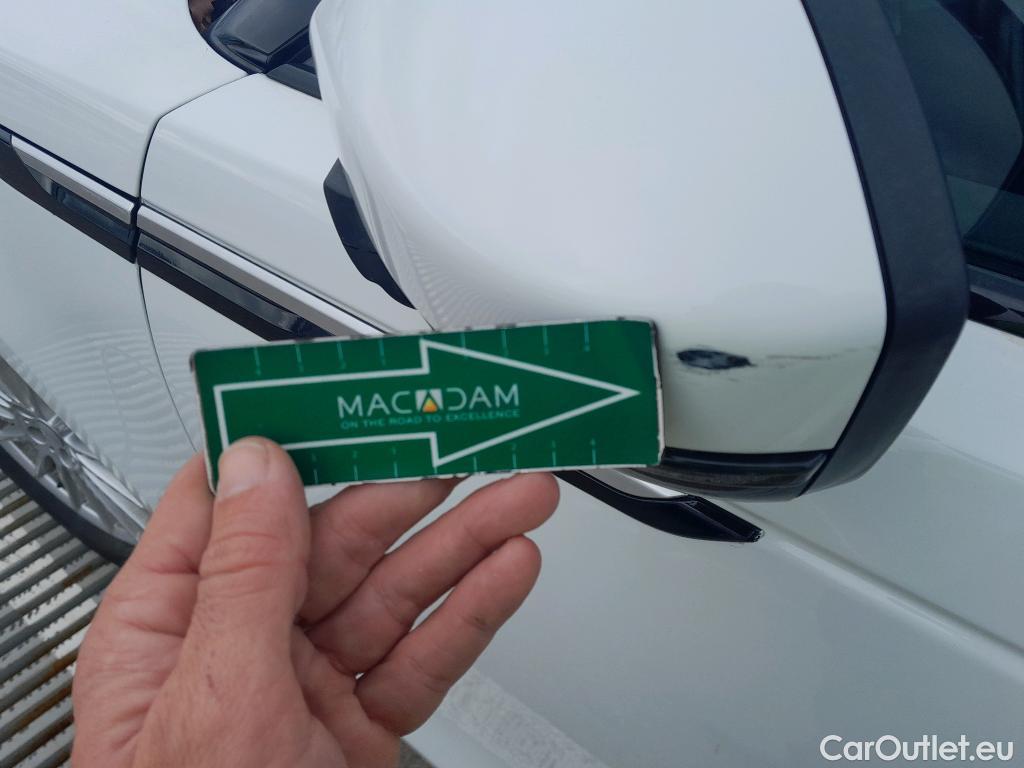 MACADAM
ON THE ROAD TO EXCELLENCE
CarOutlet.eu